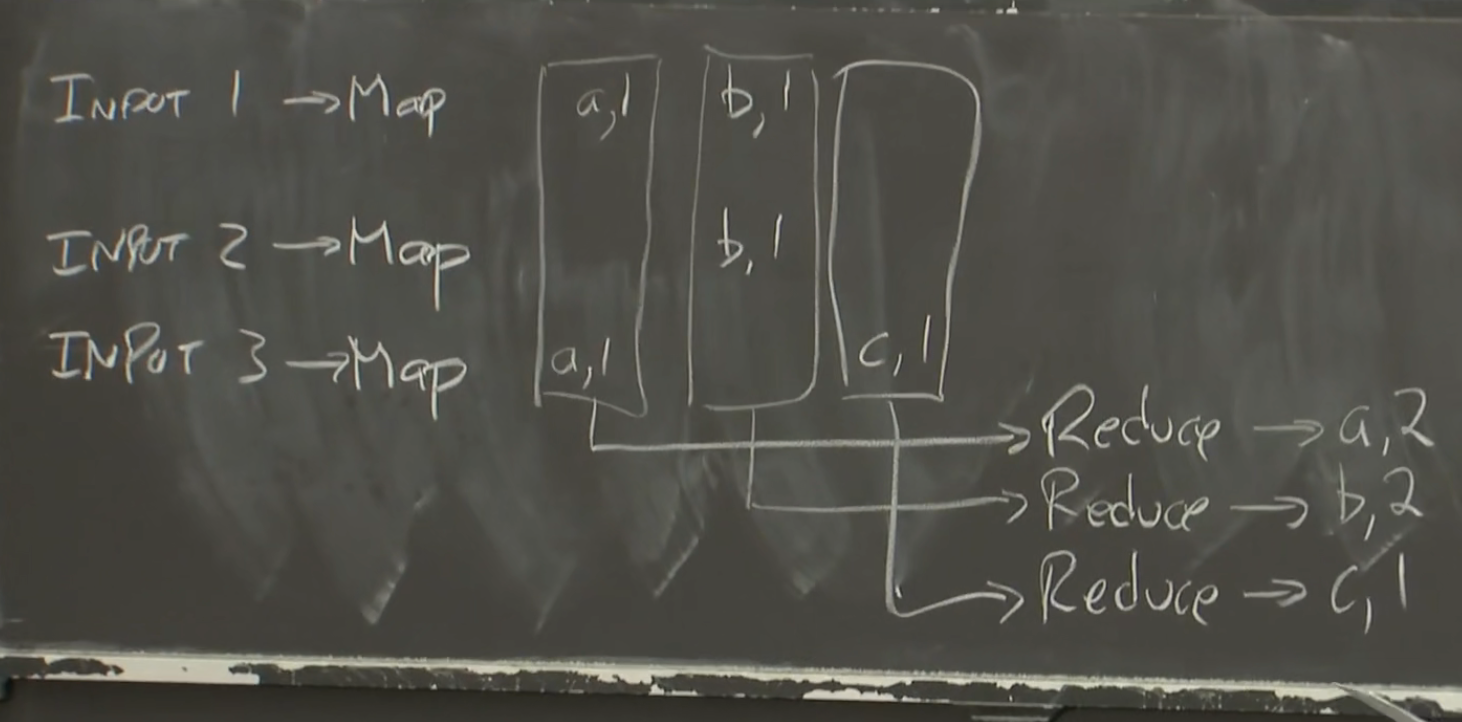 INPUT 1 → Map a,1 b,1
INPUT 2 → Map b,1
INPUT 3 → Map a,1 c,1
→ Reduce → a,2
→ Reduce → b,2
→ Reduce → c,1